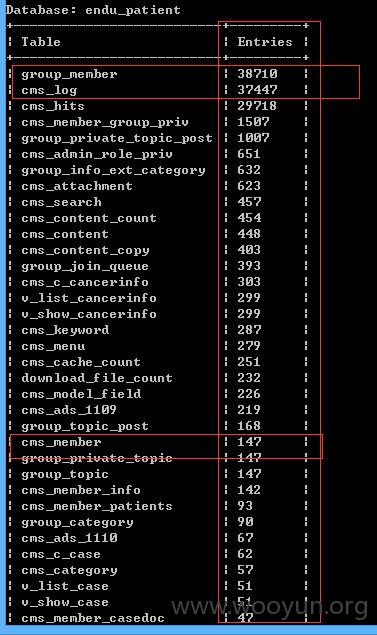 Database: endu_patient
Table Entries
group_member 38710
cms_log 37447
cms_hits 29718
cms_member_group_priv 1507
group_private_topic_post 1007
cms_admin_role_priv 651
group_info_ext_category 632
cms_attachment 623
cms_search 457
cms_content_count 454
cms_content 448
cms_content_copy 403
group_join_queue 393
cms_c_cancerinfo 303
v_list_cancerinfo 299
v_show_cancerinfo 299
cms_keyword 287
cms_menu 279
cms_cache_count 251
download_file_count 232
cms_model_field 226
cms_ads_1109 219
group_topic_post 168
cms_member 147
group_private_topic 147
group_topic 147
cms_member_info 142
cms_member_patients 93
group_category 90
cms_ads_1110 67
cms_c_case 62
cms_category 57
v_list_case 51
v_show_case 51
cms_member_casedoc 47
www.wooyun.org